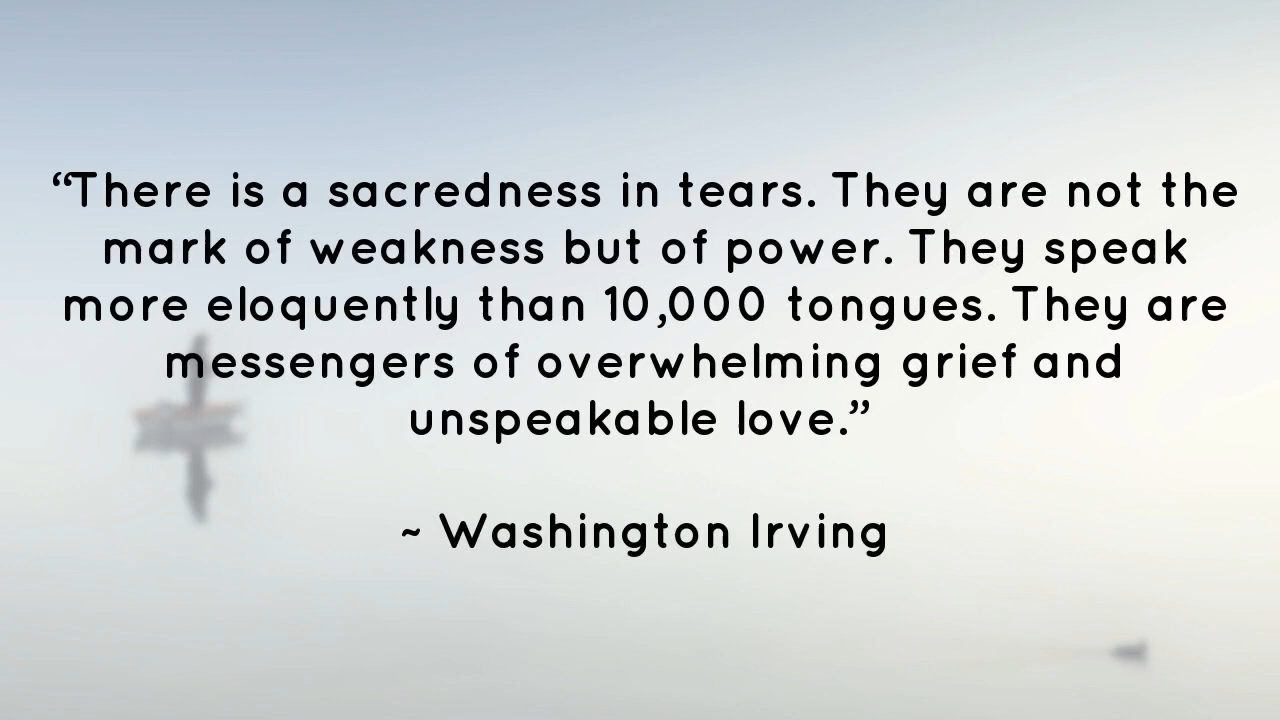 “There is a sacredness in tears. They are not the
mark of weakness but of power. They speak
more eloquently than 10,000 tongues. They are
messengers of overwhelming grief and
unspeakable love.”
~ Washington Irving